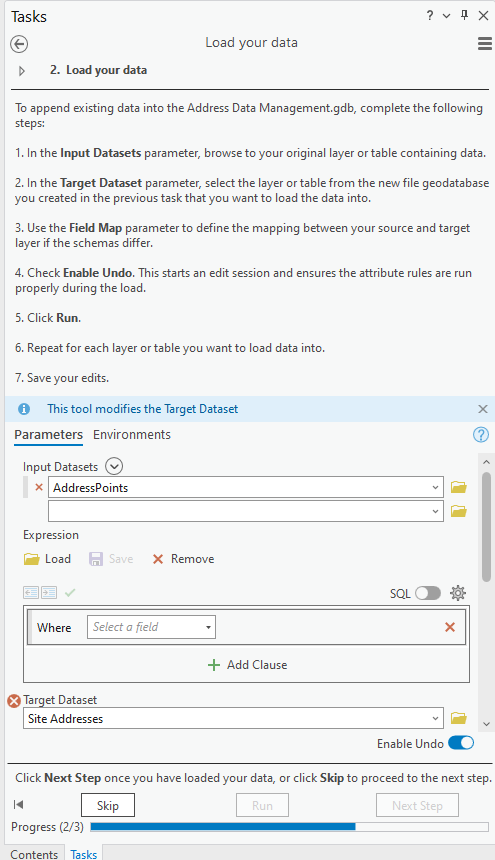 Tasks
?
Load your data
2. Load your data
To append existing data into the Address Data Management.gdb, complete the following
steps:
1. In the Input Datasets parameter, browse to your original layer or table containing data.
2. In the Target Dataset parameter, select the layer or table from the new file geodatabase
you created in the previous task that you want to load the data into.
3. Use the Field Map parameter to define the mapping between your source and target
layer if the schemas differ.
4. Check Enable Undo. This starts an edit session and ensures the attribute rules are run
properly during the load.
5. Click Run.
6. Repeat for each layer or table you want to load data into.
7. Save your edits.
This tool modifies the Target Dataset
Parameters Environments
?
Input Datasets
AddressPoints
Expression
Load Save Remove
SQL
Where Select a field
Add Clause
Target Dataset
Site Addresses
Enable Undo
Click Next Step once you have loaded your data, or click Skip to proceed to the next step.
Skip Run Next Step
Progress (2/3)
Contents Tasks